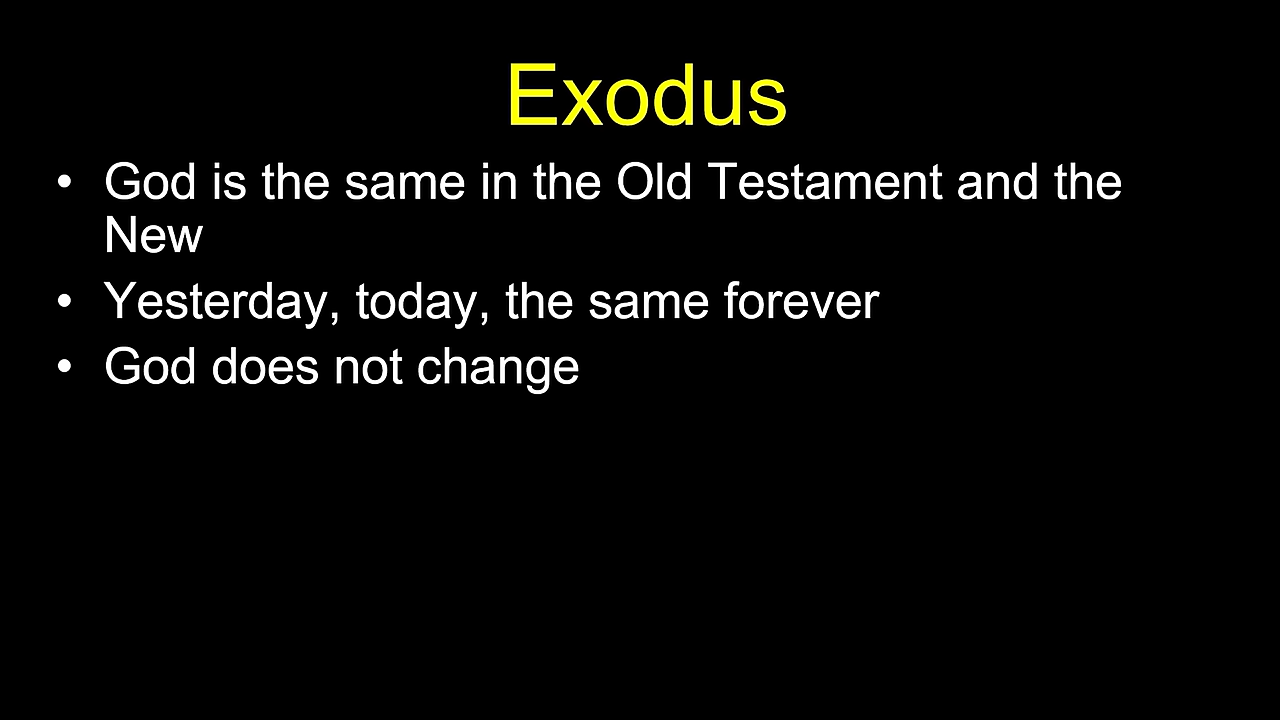 Exodus
• God is the same in the Old Testament and the
New
• Yesterday, today, the same forever
• God does not change